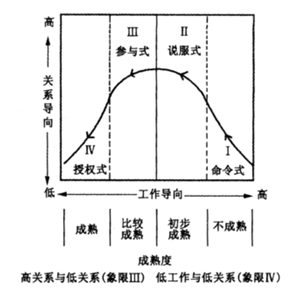 高
关系导向
低
III
参与式
II
说服式
IV
授权式
I
命令式
工作导向
高
成熟
比较成熟
初步成熟
不成熟
成熟度
高关系与低关系(象限III) 低工作与低关系(象限IV)